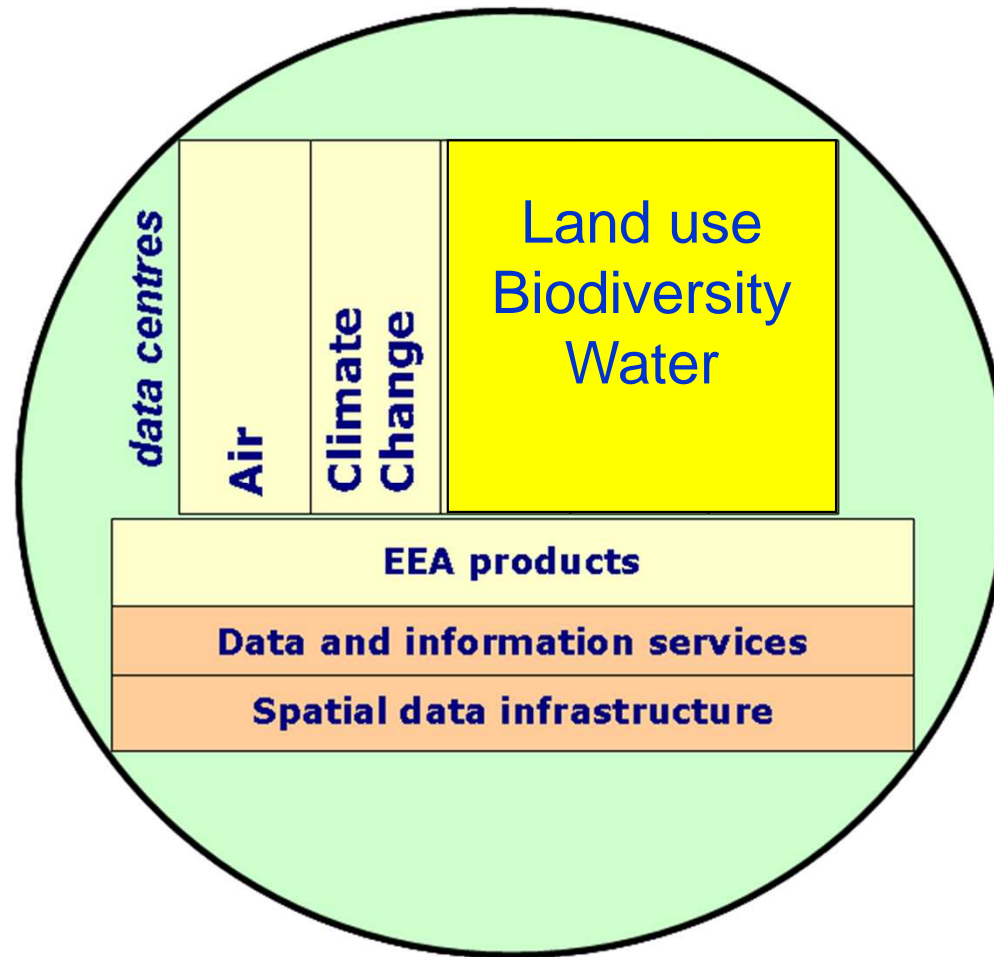 data centres
Air
Climate
Change
Land use
Biodiversity
Water
EEA products
Data and information services
Spatial data infrastructure